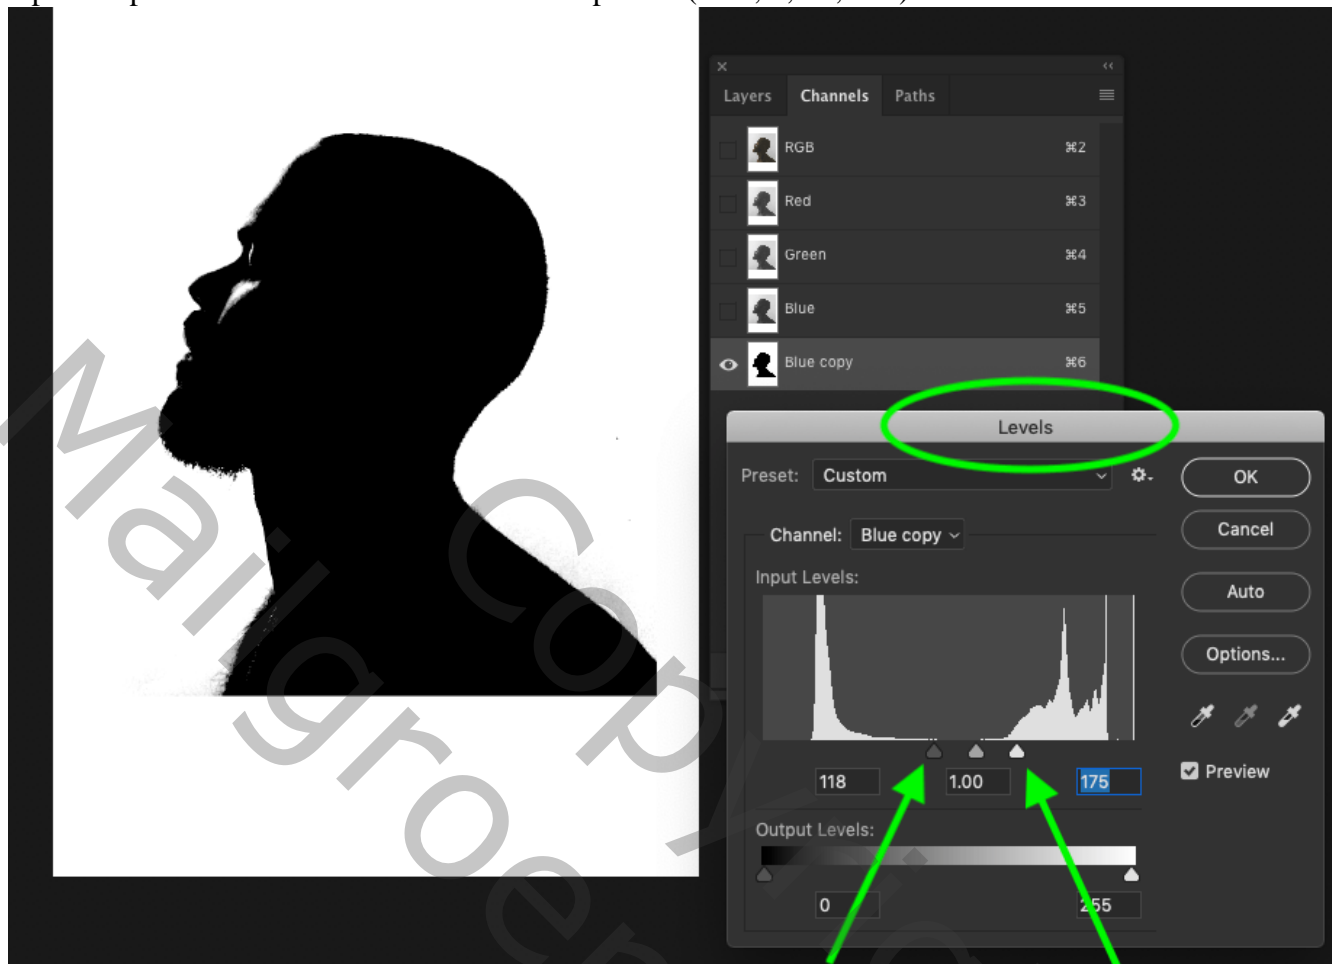 Layers Channels Paths
RGB ⌘2
Red ⌘3
Green ⌘4
Blue ⌘5
Blue copy ⌘6
Levels
Preset: Custom
OK
Channel: Blue copy
Cancel
Input Levels:
Auto
Options...
118 1.00 175
Preview
Output Levels:
0 255
Copy